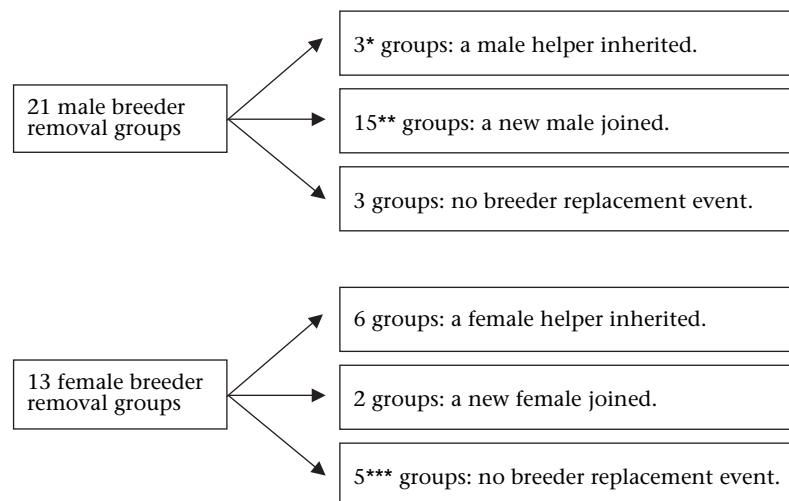 21 male breeder
removal groups
3* groups: a male helper inherited.
15** groups: a new male joined.
3 groups: no breeder replacement event.
13 female breeder
removal groups
6 groups: a female helper inherited.
2 groups: a new female joined.
5*** groups: no breeder replacement event.